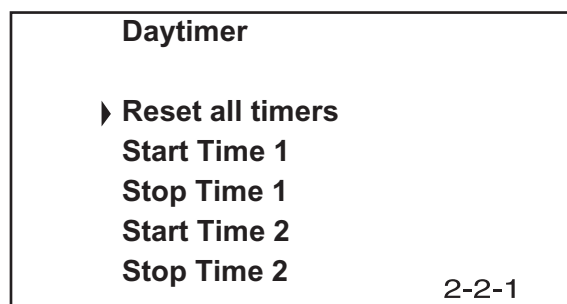 Daytimer
Reset all timers
Start Time 1
Stop Time 1
Start Time 2
Stop Time 2
2-2-1